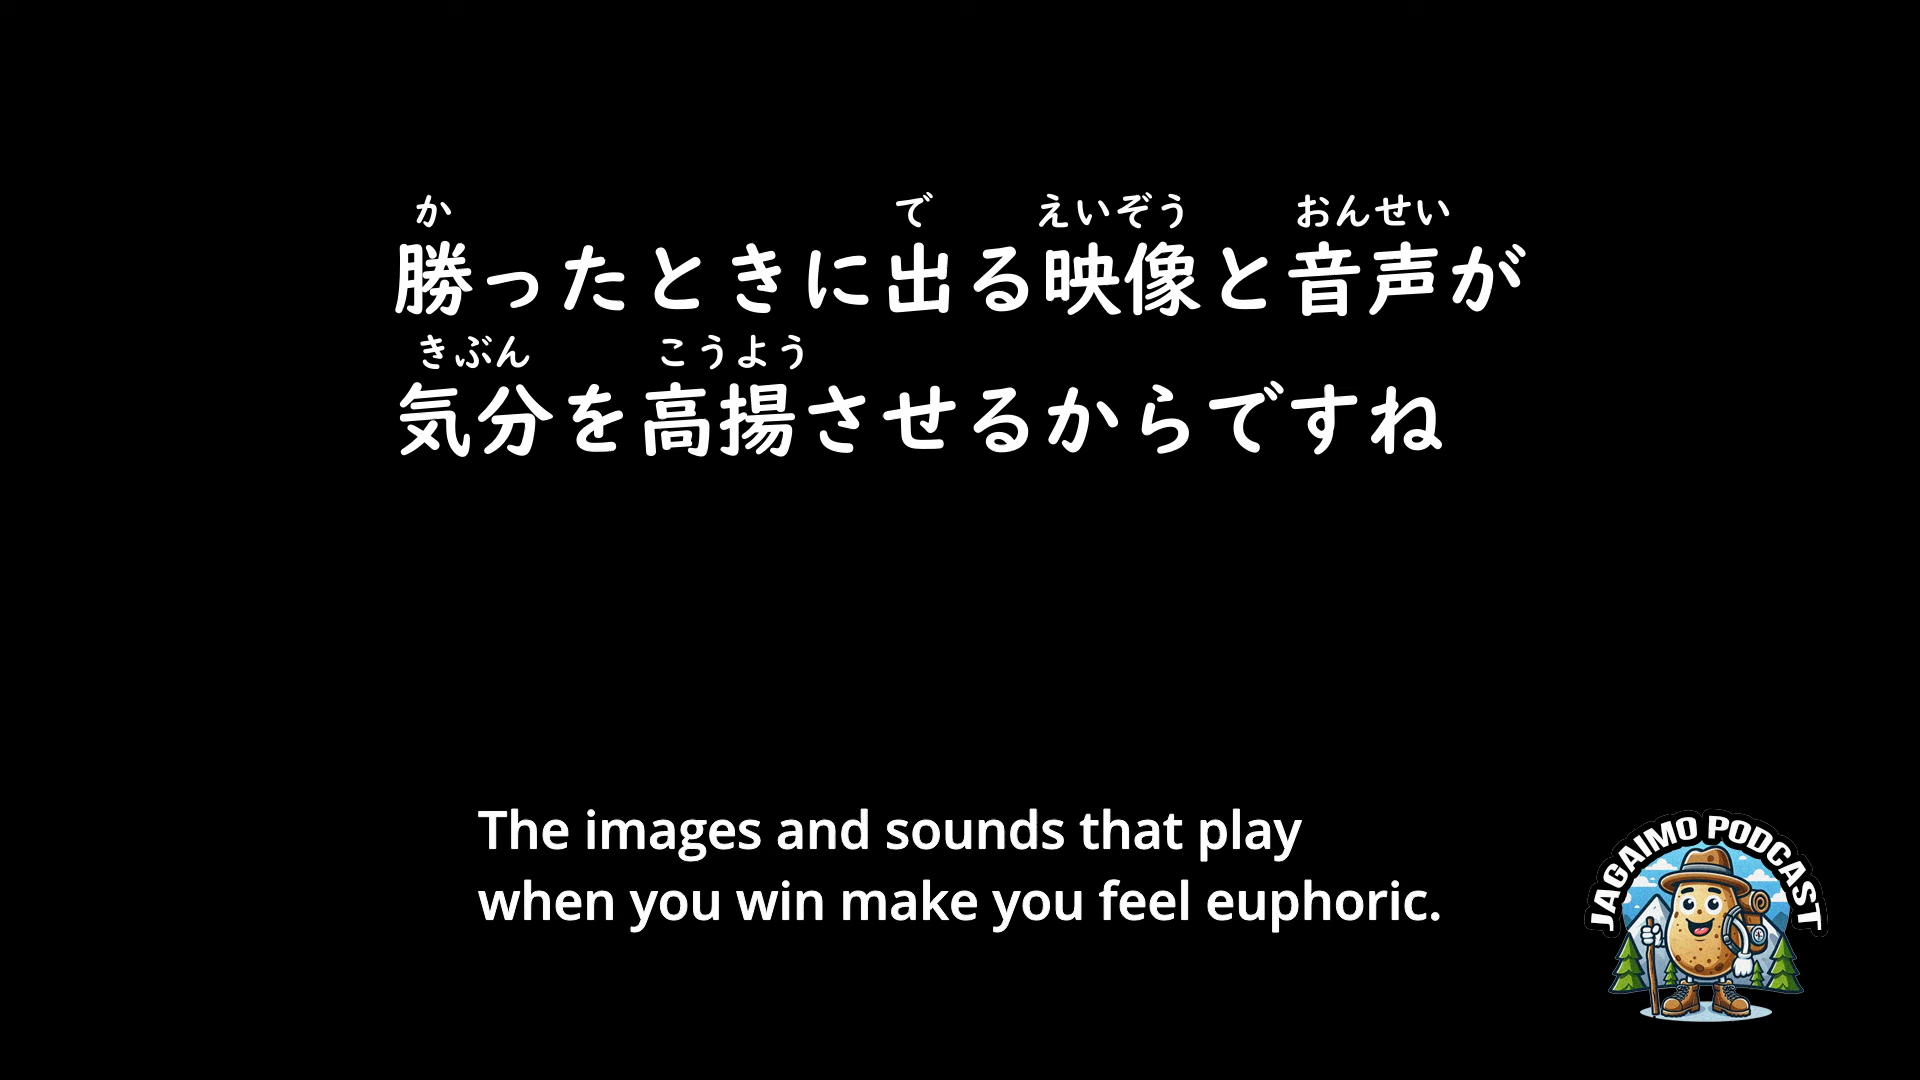 か で えいぞう おんせい
勝ったときに出る映像と音声が
きぶん こうよう
気分を高揚させるからですね
The images and sounds that play
when you win make you feel euphoric.
JAGAIMO PODCAST